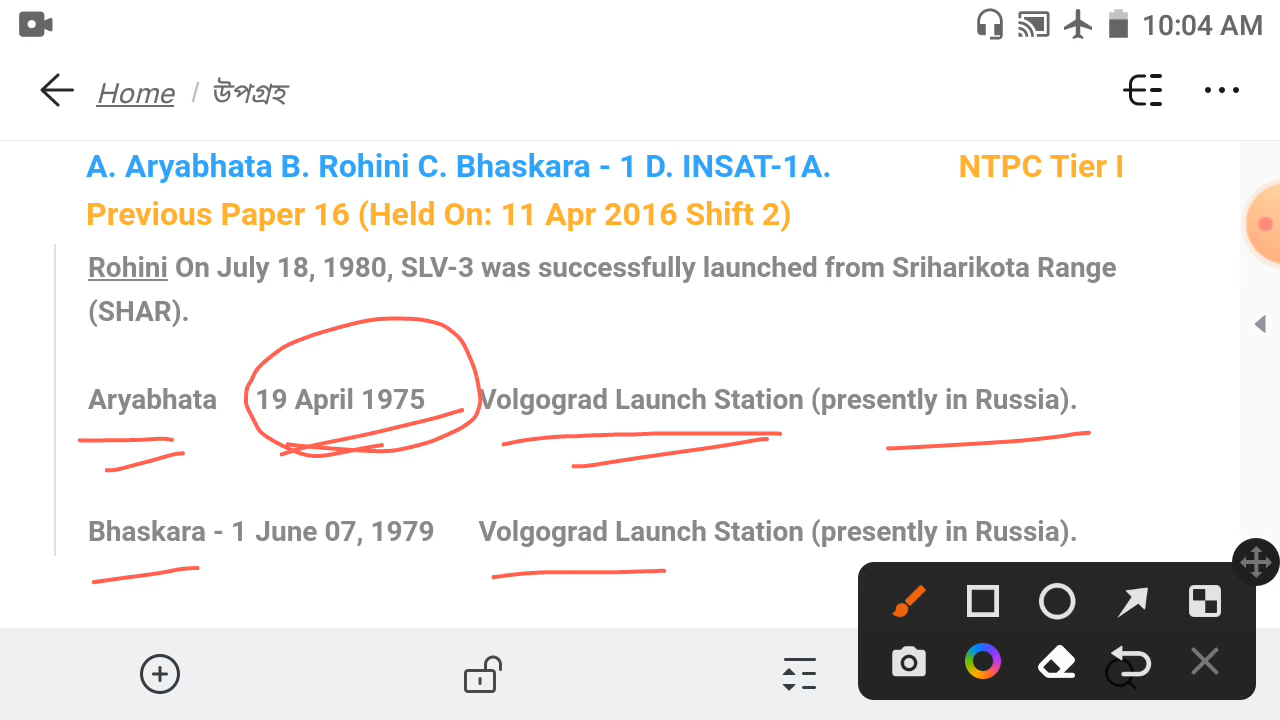 10:04 AM
Home / উপগ্রহ
A. Aryabhata B. Rohini C. Bhaskara - 1 D. INSAT-1A. NTPC Tier I
Previous Paper 16 (Held On: 11 Apr 2016 Shift 2)
Rohini On July 18, 1980, SLV-3 was successfully launched from Sriharikota Range
(SHAR).
Aryabhata 19 April 1975 Volgograd Launch Station (presently in Russia).
Bhaskara - 1 June 07, 1979 Volgograd Launch Station (presently in Russia).